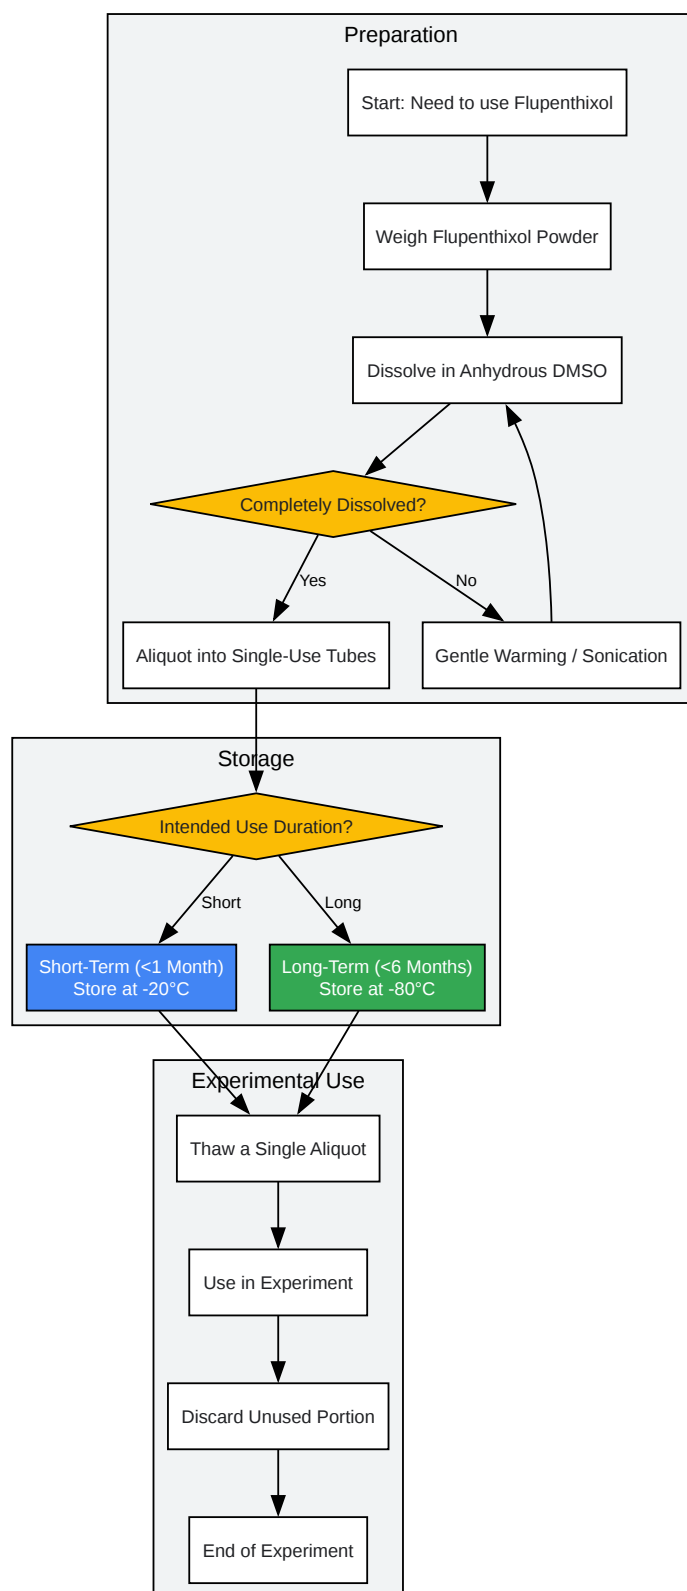 Preparation
Start: Need to use Flupenthixol
Weigh Flupenthixol Powder
Dissolve in Anhydrous DMSO
Completely Dissolved?
Yes
No
Aliquot into Single-Use Tubes
Gentle Warming / Sonication
Storage
Intended Use Duration?
Short
Long
Short-Term (<1 Month)
Store at -20°C
Long-Term (<6 Months)
Store at -80°C
Experimental Use
Thaw a Single Aliquot
Use in Experiment
Discard Unused Portion
End of Experiment